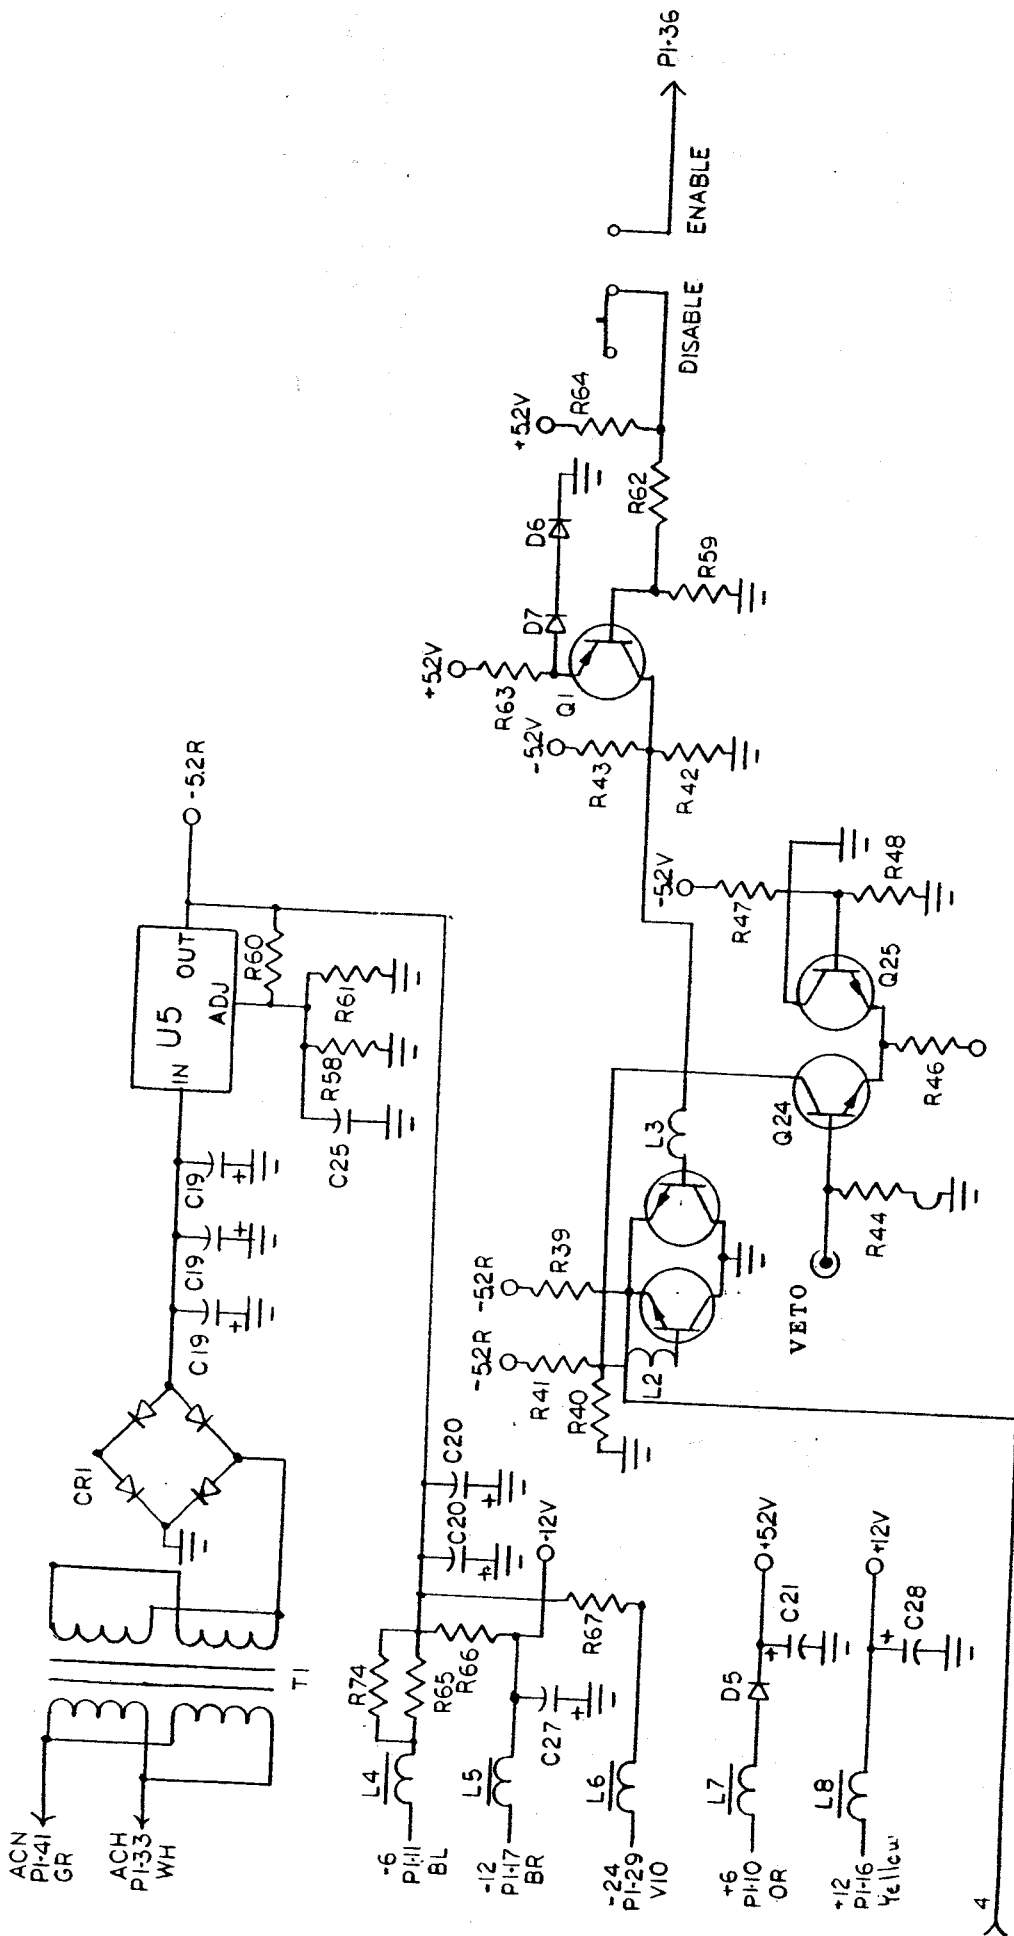 ACN
P1-41
GR
ACH
P1-33
WH
T1
CR1
C19
C19
C19
IN
U5
OUT
ADJ
-5.2R
R60
R61
R58
C25
-6
P1-11
BL
L4
R74
R65
C20
C20
-12
P1-17
BR
L5
R66
C27
-12V
-24
P1-29
VIO
L6
R67
+6
P1-10
OR
L7
D5
+5.2V
C21
+12
P1-16
Yellow
L8
+12V
C28
4
-5.2R
R41
-5.2R
R39
R40
L2
L3
VETO
R44
Q24
R46
Q25
-5.2V
R47
R48
-5.2V
R43
R42
+5.2V
R63
Q1
D7
D6
R59
R62
+5.2V
R64
DISABLE
ENABLE
P1-36